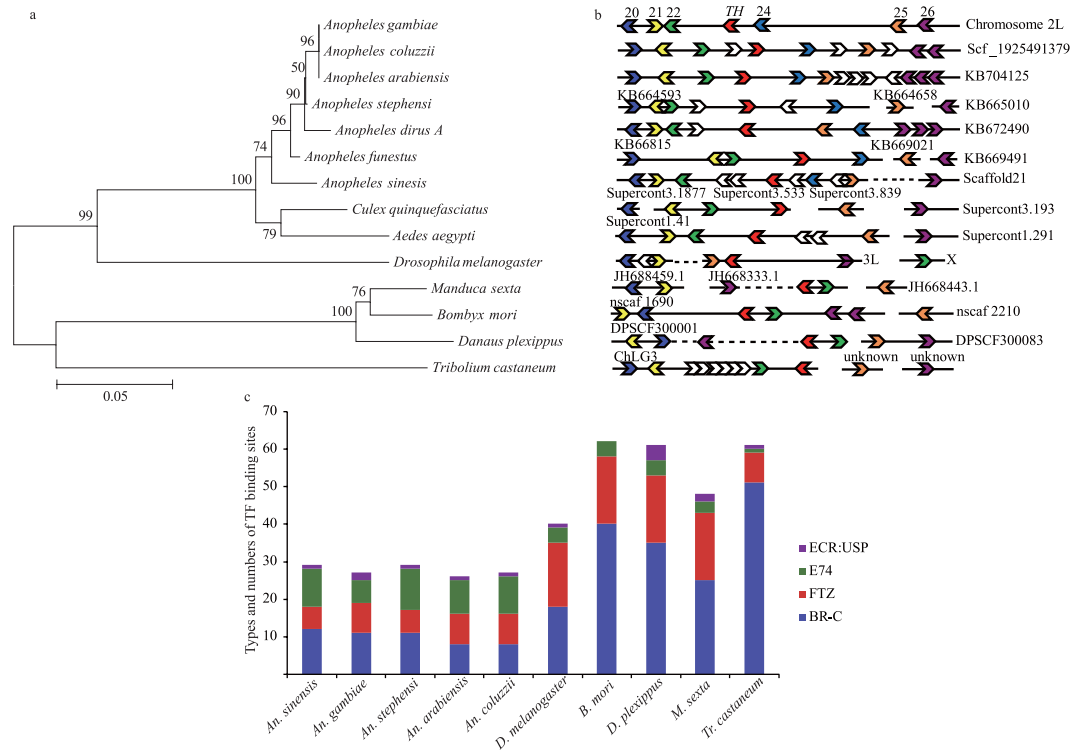 a
Anopheles gambiae
Anopheles coluzzii
Anopheles arabiensis
Anopheles stephensi
Anopheles dirus A
Anopheles funestus
Anopheles sinesis
Culex quinquefasciatus
Aedes aegypti
Drosophila melanogaster
Manduca sexta
Bombyx mori
Danaus plexippus
Tribolium castaneum
96
50
90
96
74
100
79
99
76
100
0.05
b
20 21 22 TH 24 25 26
Chromosome 2L
Scf_1925491379
KB704125
KB664593 KB664658
KB665010
KB672490
KB66815 KB669021
KB669491
Scaffold21
Supercont3.1877 Supercont3.533 Supercont3.839
Supercont3.193
Supercont1.41
Supercont1.291
3L X
JH688459.1 JH668333.1
JH668443.1
nscaf 1690
nscaf 2210
DPSCF300001
DPSCF300083
ChLG3 unknown unknown
c
Types and numbers of TF binding sites
70
60
50
40
30
20
10
An. sinensis
An. gambiae
An. stephensi
An. arabiensis
An. coluzzii
D. melanogaster
B. mori
D. plexippus
M. sexta
Tr. castaneum
ECR:USP
E74
FTZ
BR-C